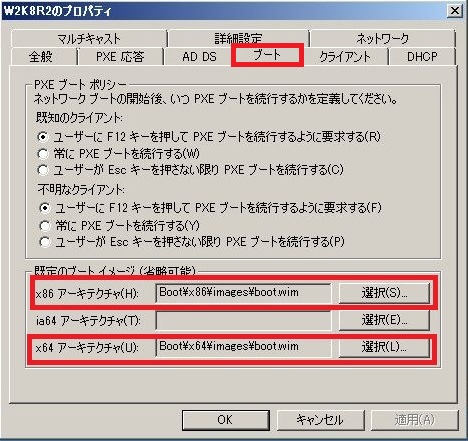 W2K8R2のプロパティ
マルチキャスト 詳細設定 ネットワーク
全般 PXE 応答 AD DS ブート クライアント DHCP
PXE ブート ポリシー
ネットワーク ブートの開始後、いつ PXE ブートを続行するかを定義してください。
既知のクライアント:
ユーザーに F12 キーを押して PXE ブートを続行するように要求する(R)
常に PXE ブートを続行する(W)
ユーザーが Esc キーを押さない限り PXE ブートを続行する(C)
不明なクライアント:
ユーザーに F12 キーを押して PXE ブートを続行するように要求する(F)
常に PXE ブートを続行する(Y)
ユーザーが Esc キーを押さない限り PXE ブートを続行する(P)
既定のブート イメージ (省略可能)
x86 アーキテクチャ(H): Boot¥x86¥images¥boot.wim 選択(S)...
ia64 アーキテクチャ(T): 選択(E)...
x64 アーキテクチャ(U): Boot¥x64¥images¥boot.wim 選択(L)...
OK キャンセル 適用(A)